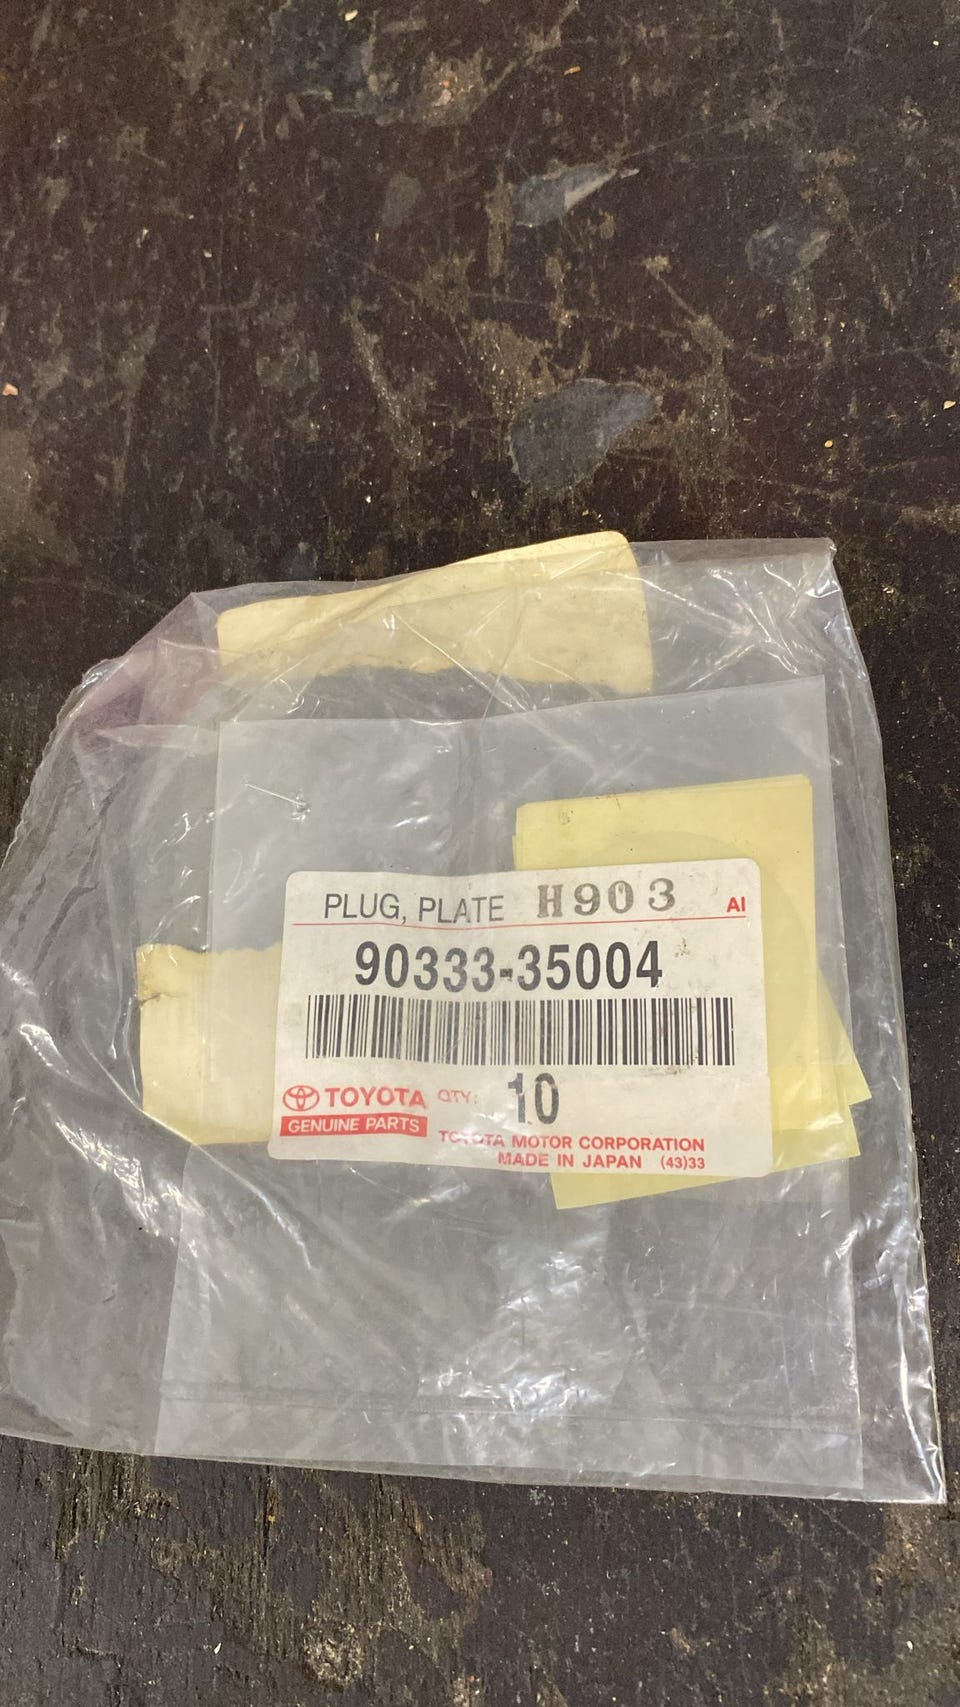 PLUG, PLATE H903 AI
90333-35004
TOYOTA QTY: 10
GENUINE PARTS
TOYOTA MOTOR CORPORATION
MADE IN JAPAN (43)33